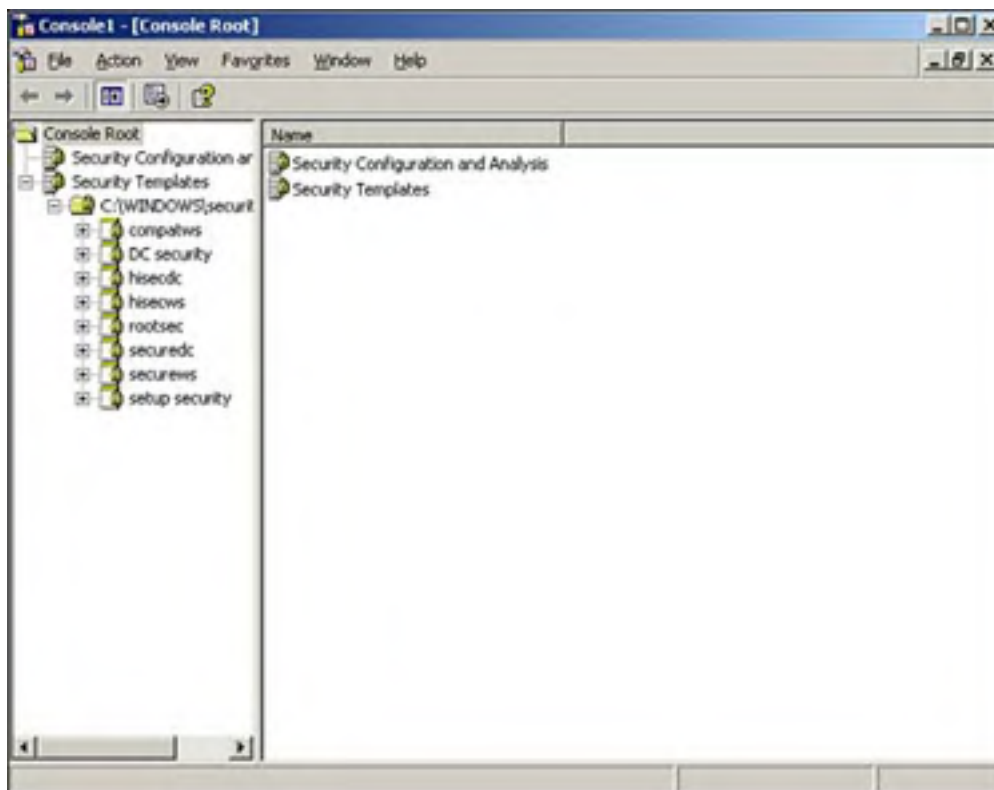 Console1 - [Console Root]
File Action View Favorites Window Help
Console Root
Security Configuration ar
Security Templates
C:\WINDOWS\securit
compatws
DC security
hisecdc
hisecws
rootsec
securedc
securews
setup security
Name
Security Configuration and Analysis
Security Templates